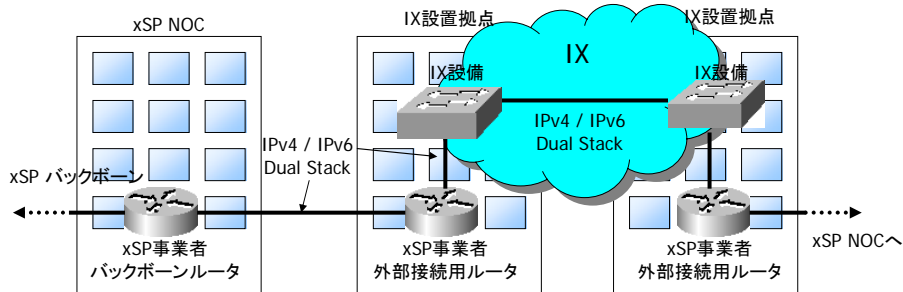 xSP NOC
IX設置拠点
IX設置拠点
IX
IX設備
IX設備
IPv4 / IPv6
Dual Stack
IPv4 / IPv6
Dual Stack
xSP バックボーン
xSP事業者
バックボーンルータ
xSP事業者
外部接続用ルータ
xSP事業者
外部接続用ルータ
xSP NOCへ